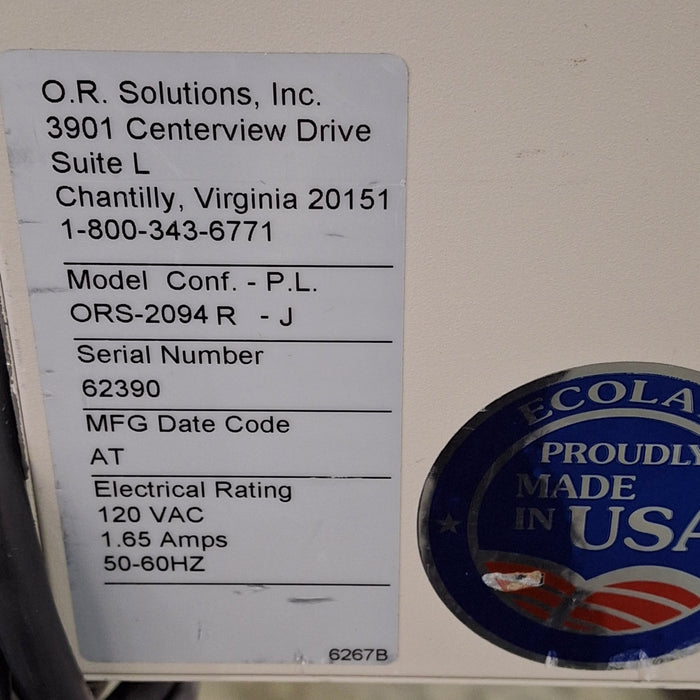 O.R. Solutions, Inc.
3901 Centerview Drive
Suite L
Chantilly, Virginia 20151
1-800-343-6771
Model Conf. - P.L.
ORS-2094 R - J
Serial Number
62390
MFG Date Code
AT
Electrical Rating
120 VAC
1.65 Amps
50-60HZ
6267B
ECOLA
PROUDLY
MADE
IN USA